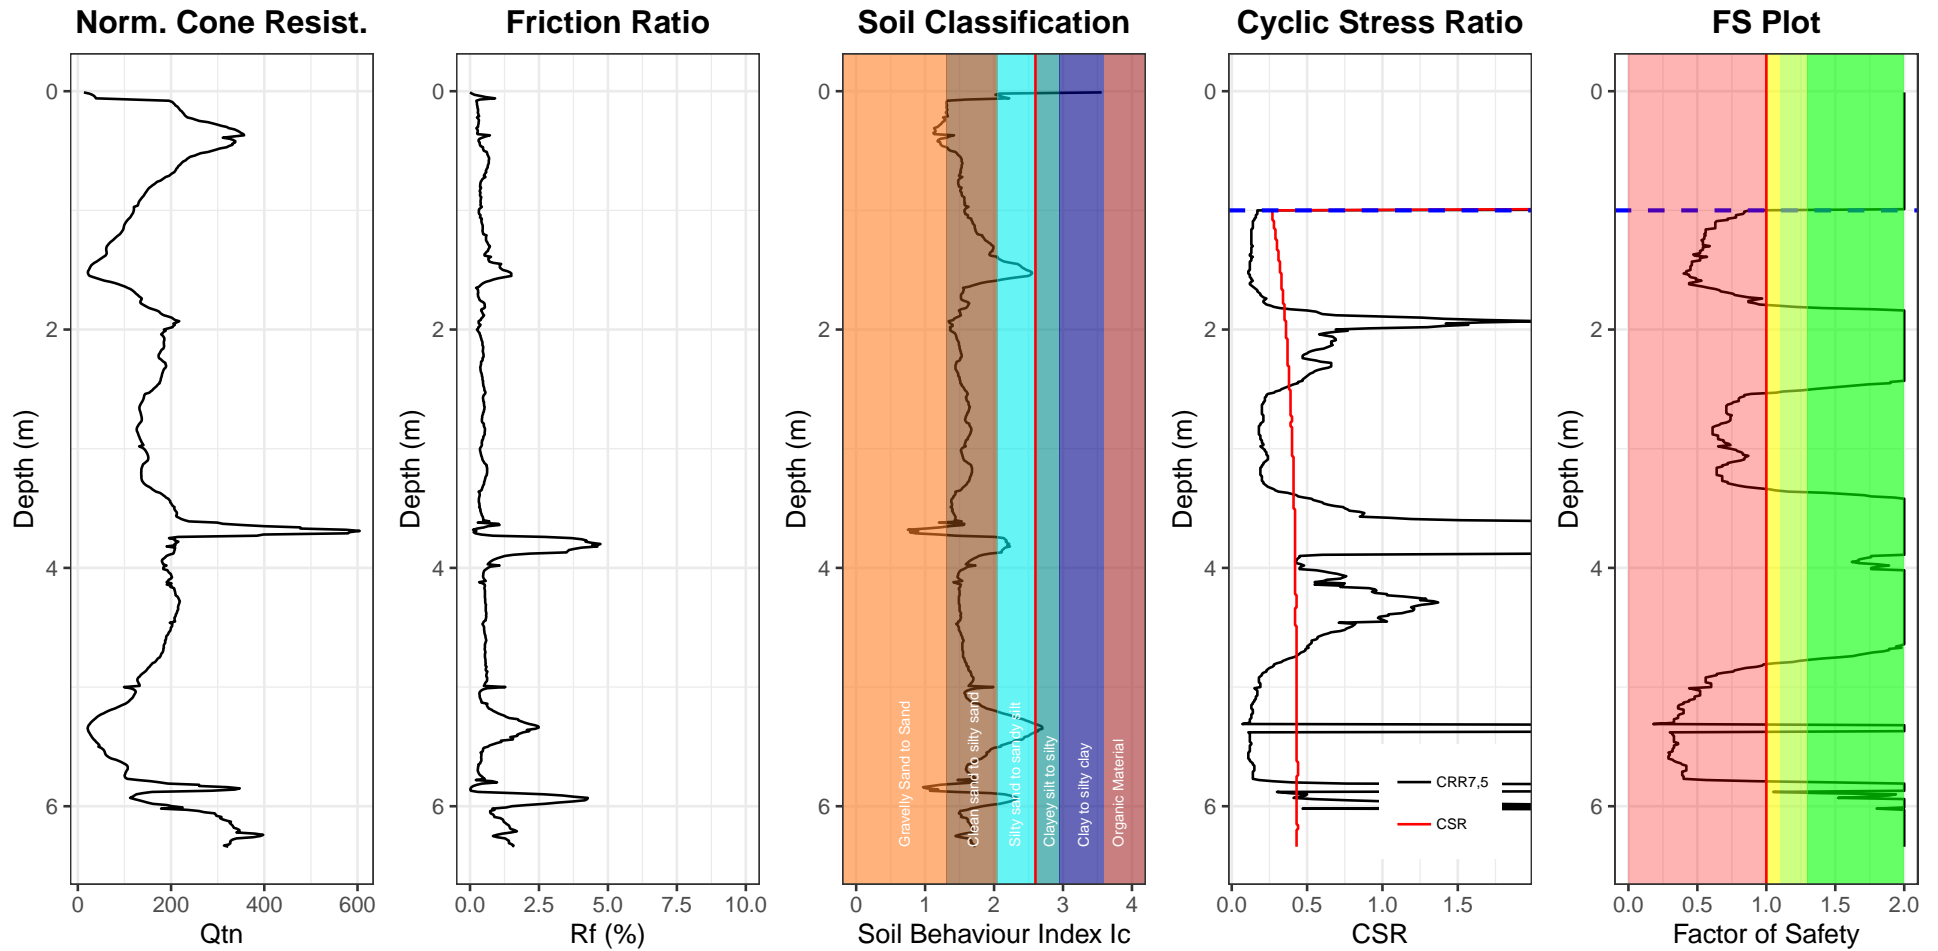 Norm. Cone Resist.
Friction Ratio
Soil Classification
Cyclic Stress Ratio
FS Plot
Depth (m)
0
2
4
6
0
200
400
600
Qtn
Depth (m)
0
2
4
6
0.0
2.5
5.0
7.5
10.0
Rf (%)
Depth (m)
0
2
4
6
Gravelly Sand to Sand
Clean sand to silty sand
Silty sand to sandy silt
Clayey silt to silty
Clay to silty clay
Organic Material
0
1
2
3
4
Soil Behaviour Index Ic
Depth (m)
0
2
4
6
CRR7,5
CSR
0.0
0.5
1.0
1.5
CSR
Depth (m)
0
2
4
6
0.0
0.5
1.0
1.5
2.0
Factor of Safety